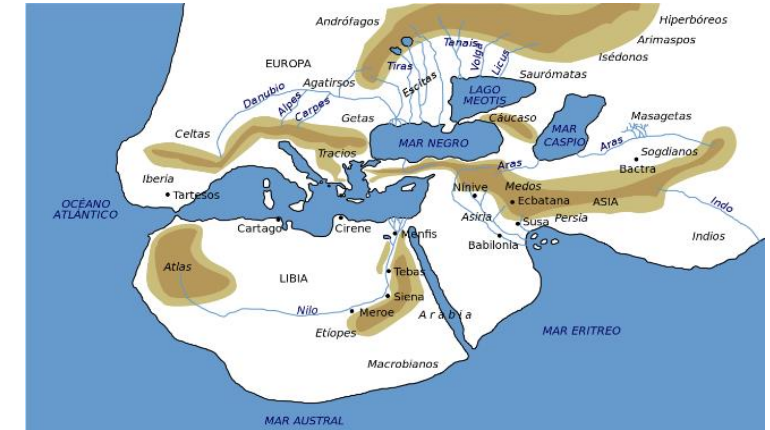 Andrófagos
Hiperbóreos
Arimaspos
Isédonos
Tanais
Volga
Licus
EUROPA
Tiras
Escitas
Saurómatas
Agatirsos
Danubio
Alpes
Carpes
LAGO
MEOTIS
Getas
Cáucaso
Masagetas
Celtas
MAR NEGRO
MAR
CASPIO
Aras
Sogdianos
Tracios
Aras
Bactra
Iberia
Tartesos
Nínive
Medos
Ecbatana
ASIA
Indo
OCÉANO
ATLÁNTICO
Asiria
Susa
Persia
Cartago
Cirene
Menfis
Babilonia
Indios
Atlas
LIBIA
Tebas
Siena
Nilo
Meroe
Arabia
Etíopes
MAR ERITREO
Macrobianos
MAR AUSTRAL